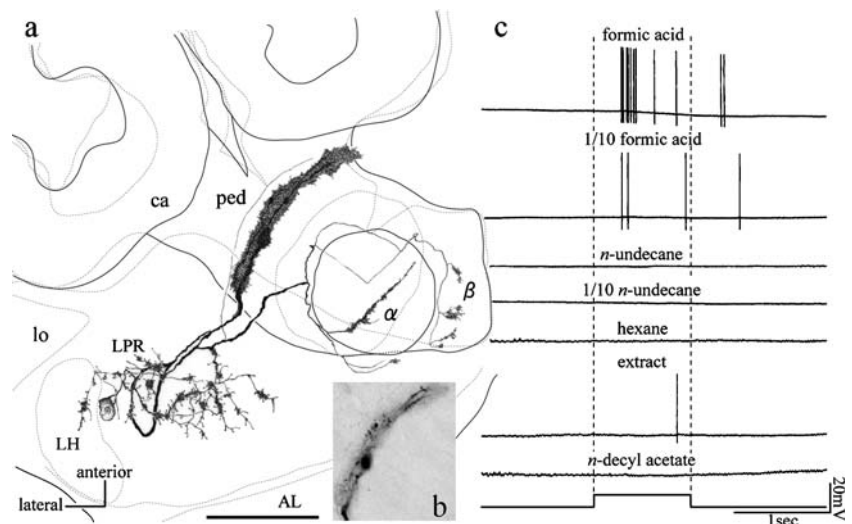 a
ca
ped
α
β
lo
LPR
LH
anterior
lateral
AL
b
c
formic acid
1/10 formic acid
n-undecane
1/10 n-undecane
hexane
extract
n-decyl acetate
20mV
1sec